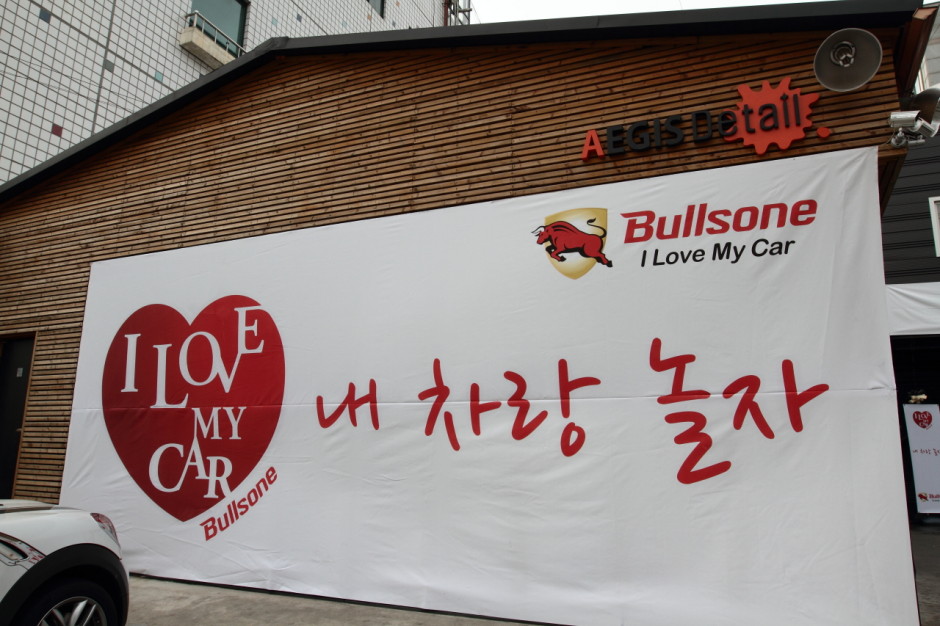 AEGIS Detail.
Bullsone
I Love My Car
I LOVE
MY
CAR
Bullsone
내 차랑 놀자